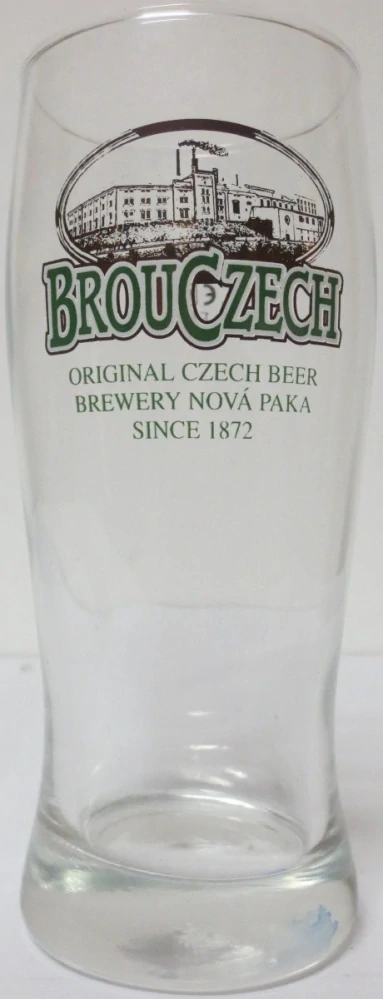 BROUCZECH
ORIGINAL CZECH BEER
BREWERY NOVÁ PAKA
SINCE 1872